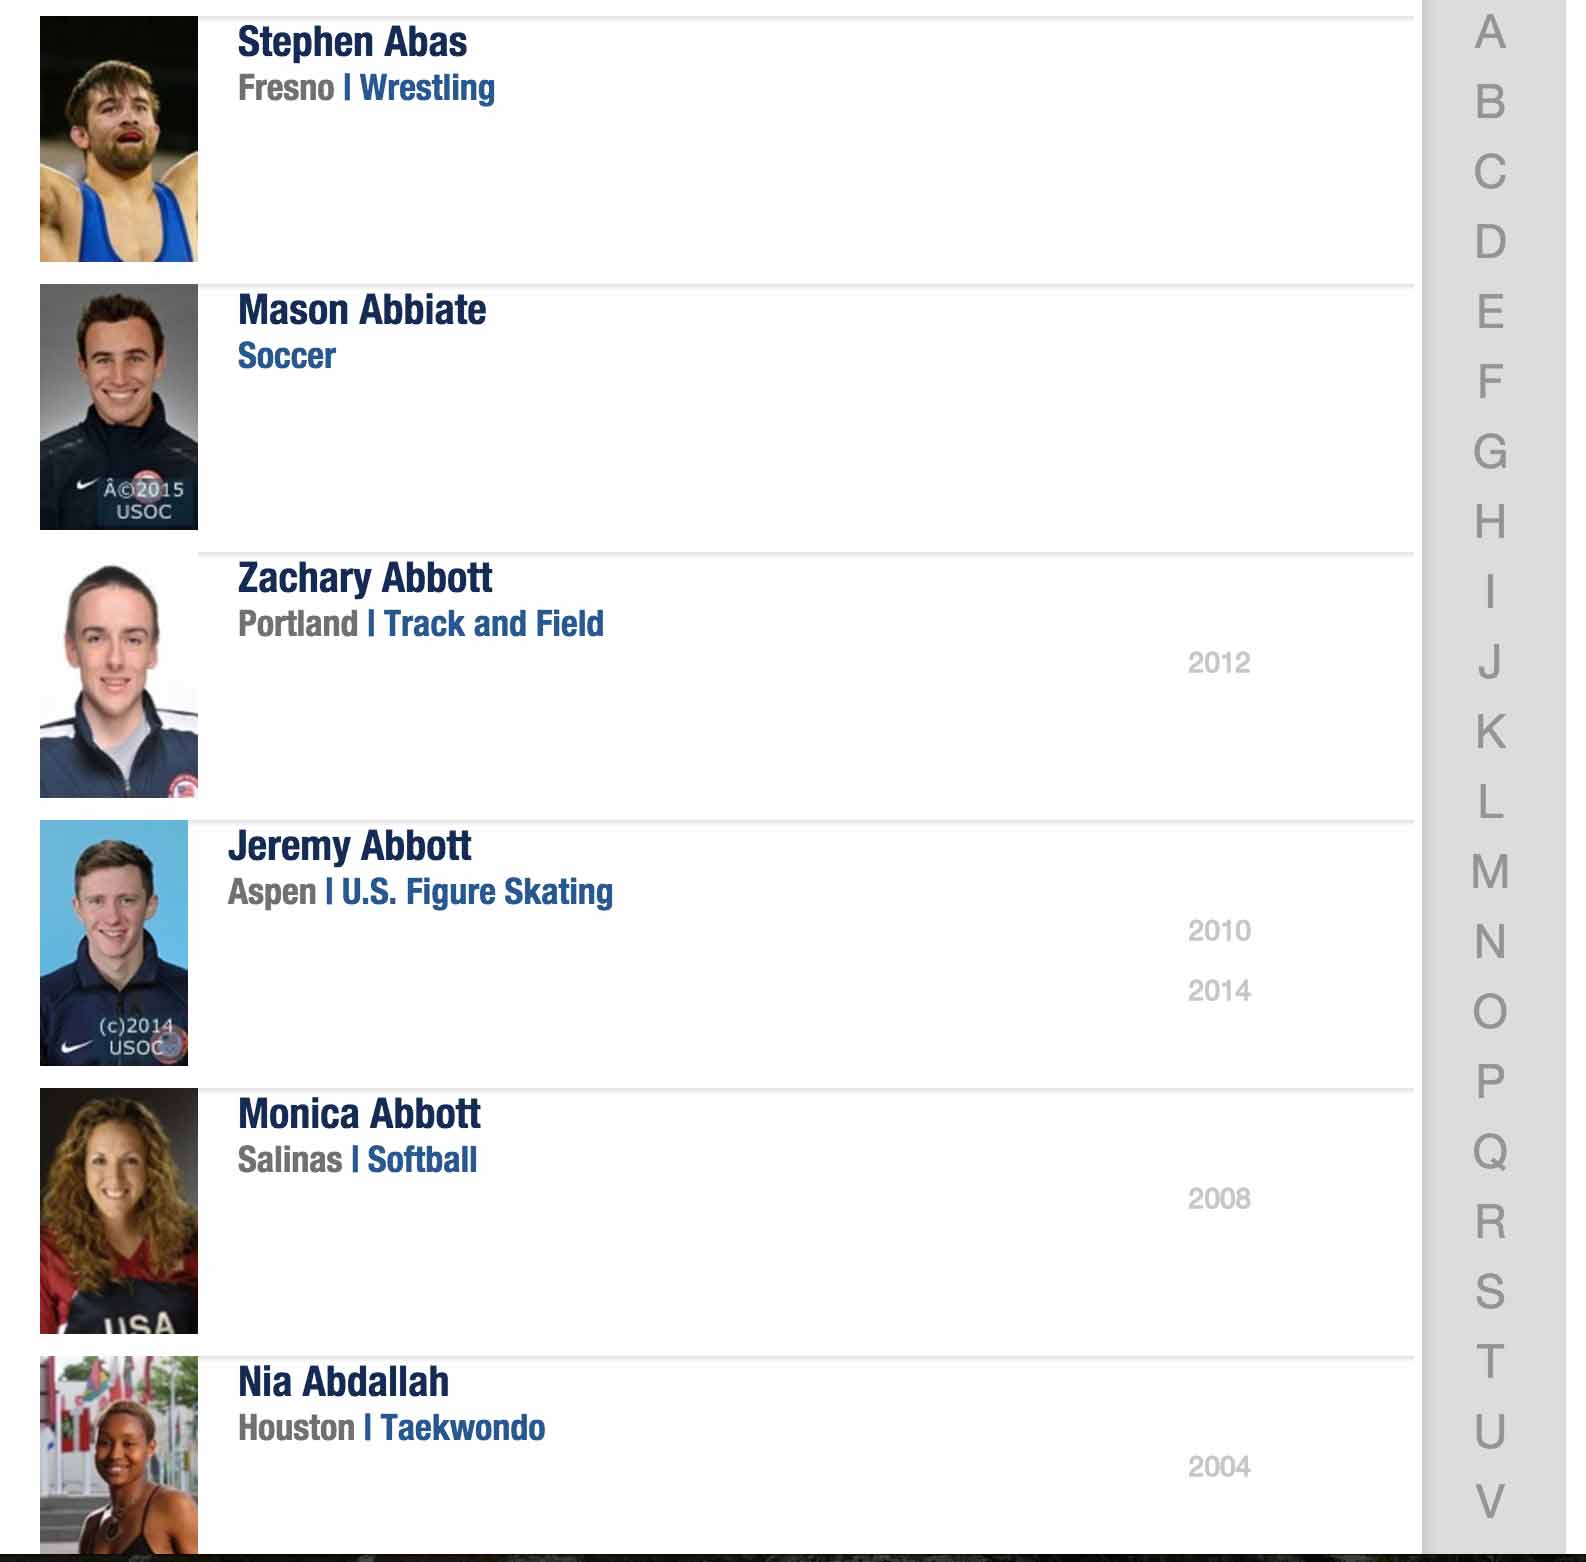 Stephen Abas
Fresno | Wrestling
Mason Abbiate
Soccer
Â©2015
USOC
Zachary Abbott
Portland | Track and Field
2012
Jeremy Abbott
Aspen | U.S. Figure Skating
2010
2014
(c)2014
USOC
Monica Abbott
Salinas | Softball
2008
USA
Nia Abdallah
Houston | Taekwondo
2004
A
B
C
D
E
F
G
H
I
J
K
L
M
N
O
P
Q
R
S
T
U
V